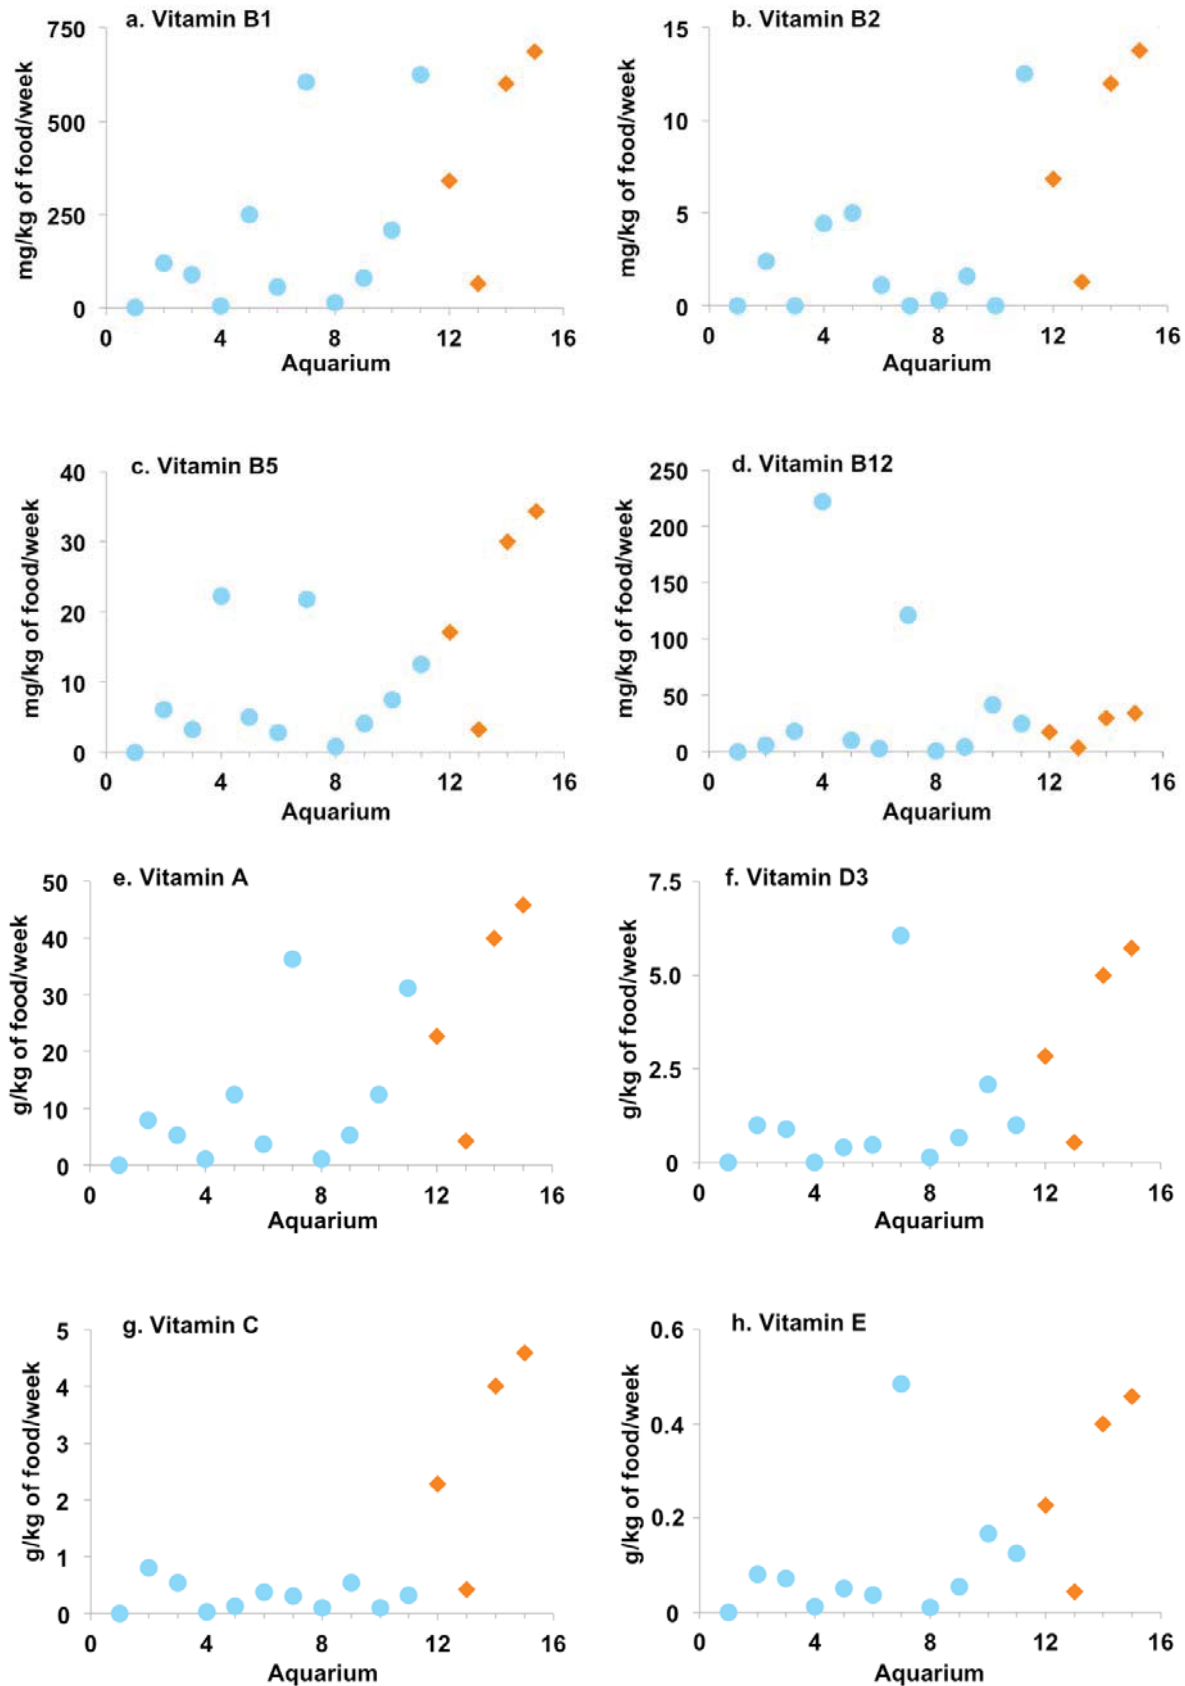 a. Vitamin B1
750
500
250
0
mg/kg of food/week
0 4 8 12 16
Aquarium
b. Vitamin B2
15
10
5
0
mg/kg of food/week
0 4 8 12 16
Aquarium
c. Vitamin B5
40
30
20
10
0
mg/kg of food/week
0 4 8 12 16
Aquarium
d. Vitamin B12
250
200
150
100
50
0
mg/kg of food/week
0 4 8 12 16
Aquarium
e. Vitamin A
50
40
30
20
10
0
g/kg of food/week
0 4 8 12 16
Aquarium
f. Vitamin D3
7.5
5.0
2.5
0
g/kg of food/week
0 4 8 12 16
Aquarium
g. Vitamin C
5
4
3
2
1
0
g/kg of food/week
0 4 8 12 16
Aquarium
h. Vitamin E
0.6
0.4
0.2
0
g/kg of food/week
0 4 8 12 16
Aquarium